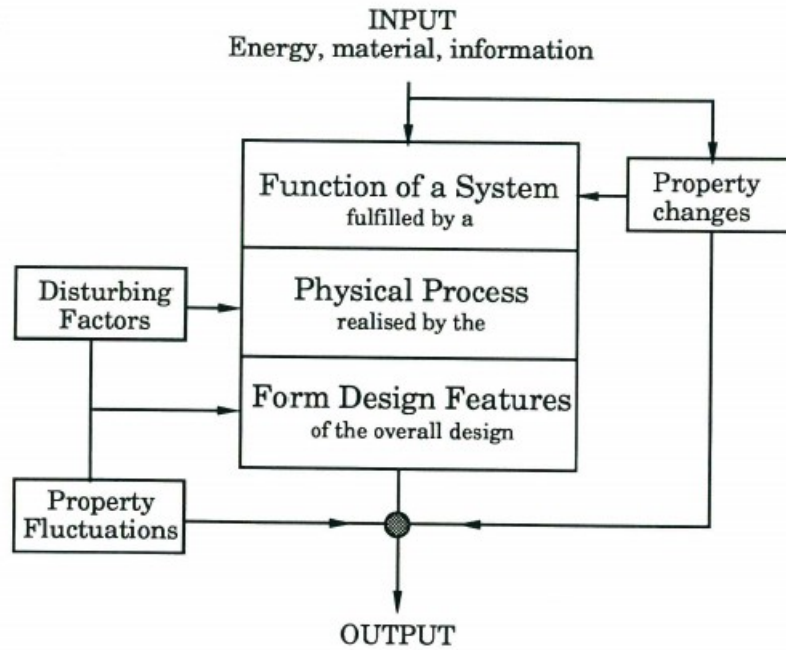 INPUT
Energy, material, information
Function of a System
fulfilled by a
Property
changes
Physical Process
realised by the
Disturbing
Factors
Form Design Features
of the overall design
Property
Fluctuations
OUTPUT